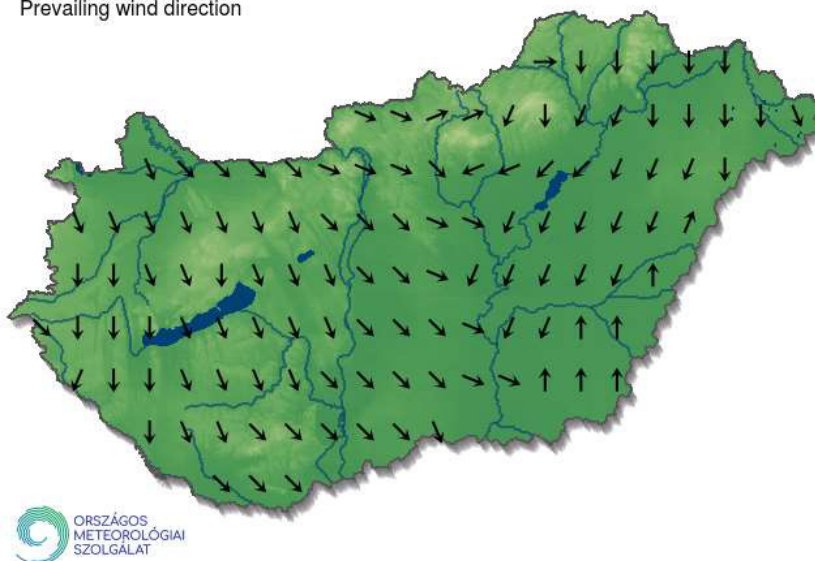 Prevailing wind direction
ORSZÁGOS
METEOROLÓGIAI
SZOLGÁLAT